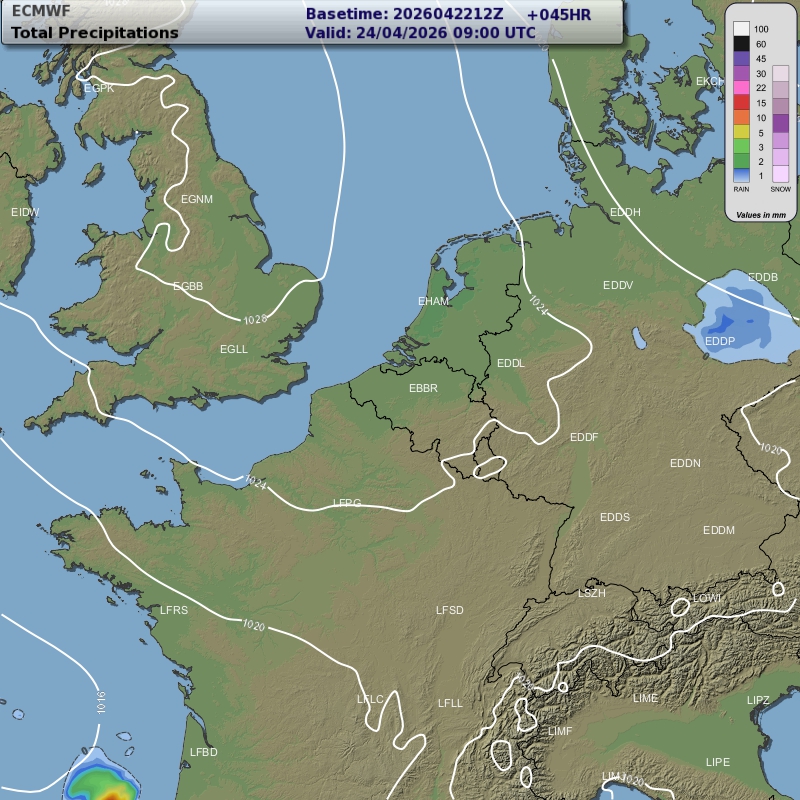 ECMWF
Basetime: 2026042212Z +045HR
Total Precipitations
Valid: 24/04/2026 09:00 UTC
100
60
45
30
22
15
10
5
3
2
1
RAIN
SNOW
Values in mm
EGPK
EIDW
EGNM
EDDH
EGBB
EDDV
EDDB
EHAM
1024
1028
EDDP
EGLL
EDDL
EBBR
EDDF
1020
EDDN
1024
LFPG
EDDS
EDDM
LSZH
LOWI
LFRS
LFSD
1020
LFLC
LFLL
LIME
LIPZ
1016
LIMF
LFBD
LIPE
1020